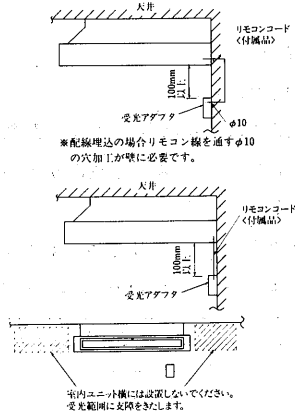 天井
リモコンコード
〈付属品〉
100mm
以上
受光アダプタ
φ10
※配線埋込の場合リモコン線を通すφ10
の穴加工が壁に必要です。
天井
リモコンコード
〈付属品〉
100mm
以上
受光アダプタ
室内ユニット横には設置しないでください。
受光範囲に支障をきたします。